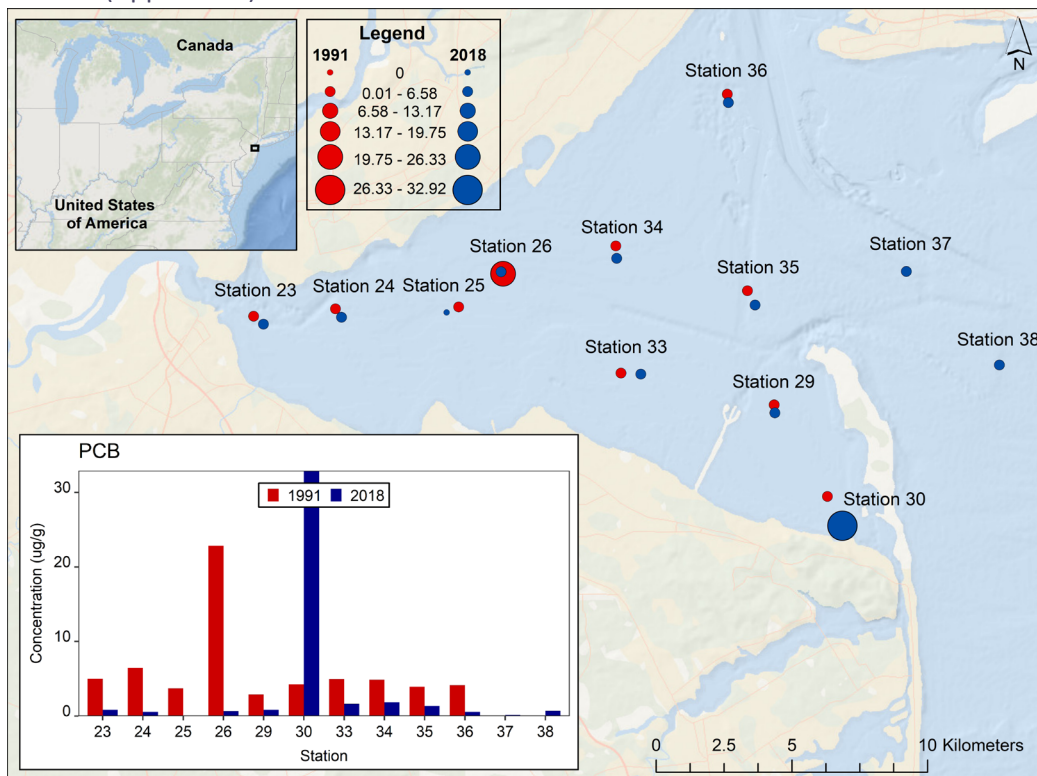 Canada
United States
of America
Legend
1991 2018
0
0.01 - 6.58
6.58 - 13.17
13.17 - 19.75
19.75 - 26.33
26.33 - 32.92
N
Station 36
Station 34
Station 26
Station 37
Station 35
Station 23
Station 24
Station 25
Station 33
Station 38
Station 29
Station 30
PCB
1991 2018
Concentration (ug/g)
30
20
10
0
23 24 25 26 29 30 33 34 35 36 37 38
Station
0 2.5 5 10 Kilometers